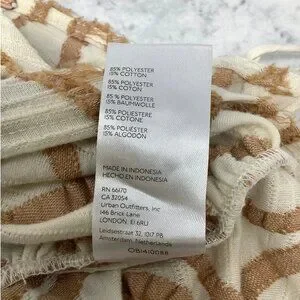 85% POLYESTER
15% COTTON
85% POLYESTER
15% COTON
85 % POLYESTER
15% BAUMWOLLE
85% POLIESTERE
15% COTONE
85% POLIÉSTER
15% ALGODÓN
MADE IN INDONESIA
HECHO EN INDONESIA
RN 66170
CA 32054
Urban Outfitters, Inc
146 Brick Lane
LONDON, E1 6RU
Leidsestraat 32, 1017 PB
Amsterdam, Netherlands
OB1410088